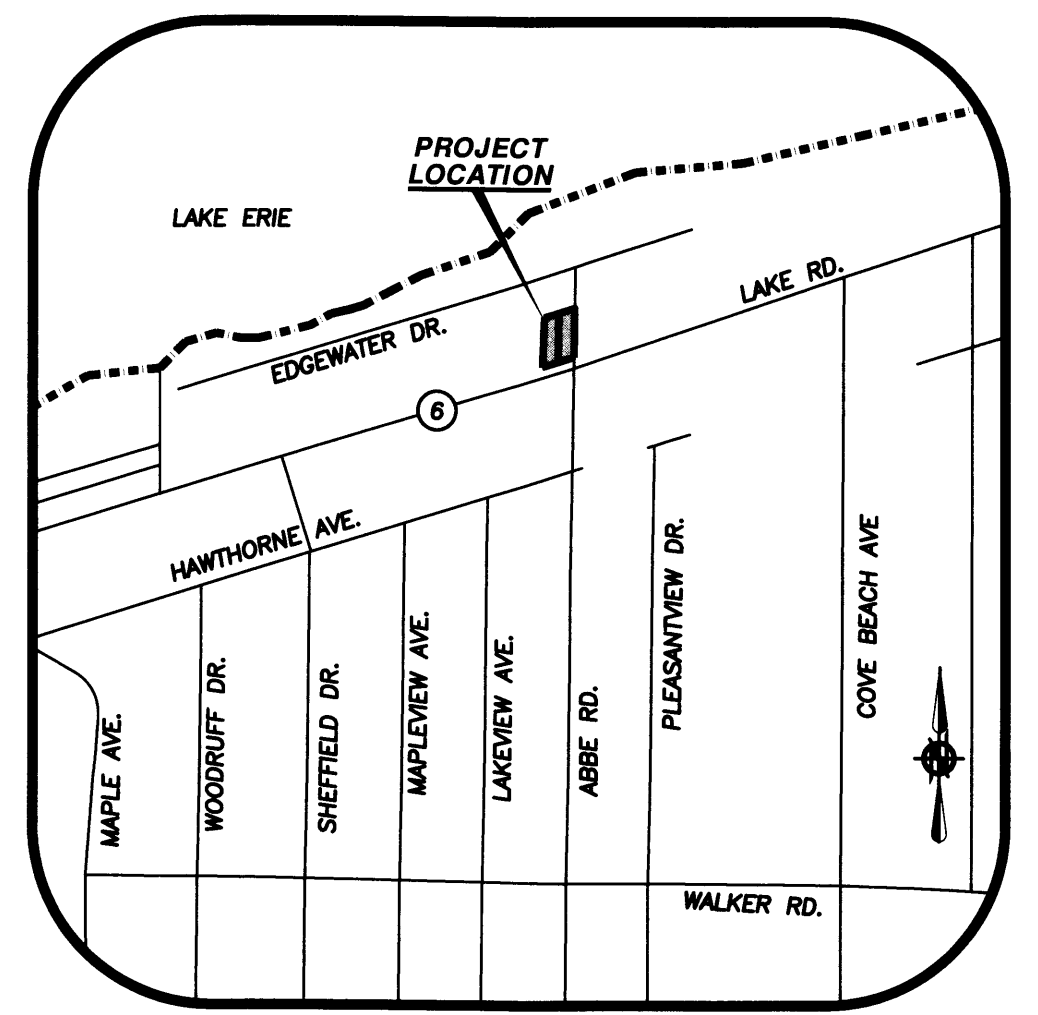 PROJECT
LOCATION
LAKE ERIE
LAKE RD.
EDGEWATER DR.
6
HAWTHORNE AVE.
MAPLE AVE.
WOODRUFF DR.
SHEFFIELD DR.
MAPLEVIEW AVE.
LAKEVIEW AVE.
ABBE RD.
PLEASANTVIEW DR.
COVE BEACH AVE
N
WALKER RD.